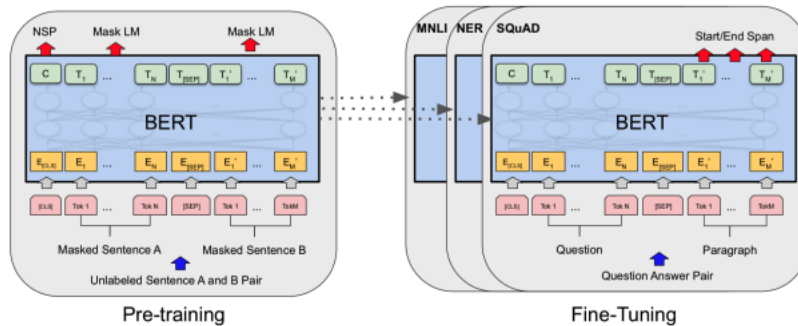 NSP Mask LM Mask LM
C T1 ... TN T[SEP] T1' ... TM'
BERT
E[CLS] E1 ... EN E[SEP] E1' ... EM'
[CLS] Tok 1 ... Tok N [SEP] Tok 1 ... TokM
Masked Sentence A Masked Sentence B
Unlabeled Sentence A and B Pair
Pre-training
MNLI NER SQuAD
Start/End Span
C T1 ... TN T[SEP] T1' ... TM'
BERT
E[CLS] E1 ... EN E[SEP] E1' ... EM'
[CLS] Tok 1 ... Tok N [SEP] Tok 1 ... TokM
Question Paragraph
Question Answer Pair
Fine-Tuning